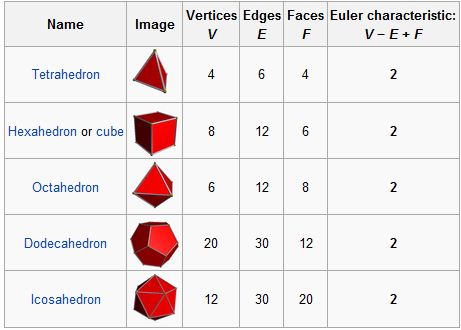 Name Image Vertices V Edges E Faces F Euler characteristic: V − E + F
Tetrahedron 4 6 4 2
Hexahedron or cube 8 12 6 2
Octahedron 6 12 8 2
Dodecahedron 20 30 12 2
Icosahedron 12 30 20 2